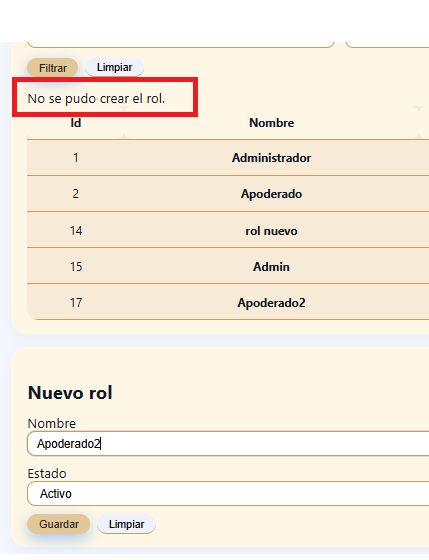 Filtrar Limpiar
No se pudo crear el rol.
Id Nombre
1 Administrador
2 Apoderado
14 rol nuevo
15 Admin
17 Apoderado2
Nuevo rol
Nombre
Apoderado2
Estado
Activo
Guardar Limpiar